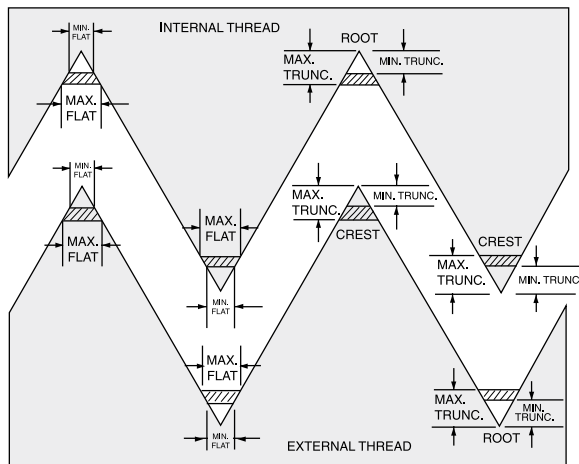 MIN.
FLAT
INTERNAL THREAD
ROOT
MAX.
TRUNC.
MIN. TRUNC.
MAX.
FLAT
MIN.
FLAT
MAX.
TRUNC.
MIN. TRUNC.
MAX.
FLAT
MAX.
FLAT
CREST
CREST
MAX.
TRUNC.
MIN. TRUNC.
MIN.
FLAT
MAX.
FLAT
MAX.
TRUNC.
MIN.
TRUNC.
MIN.
FLAT
EXTERNAL THREAD
ROOT